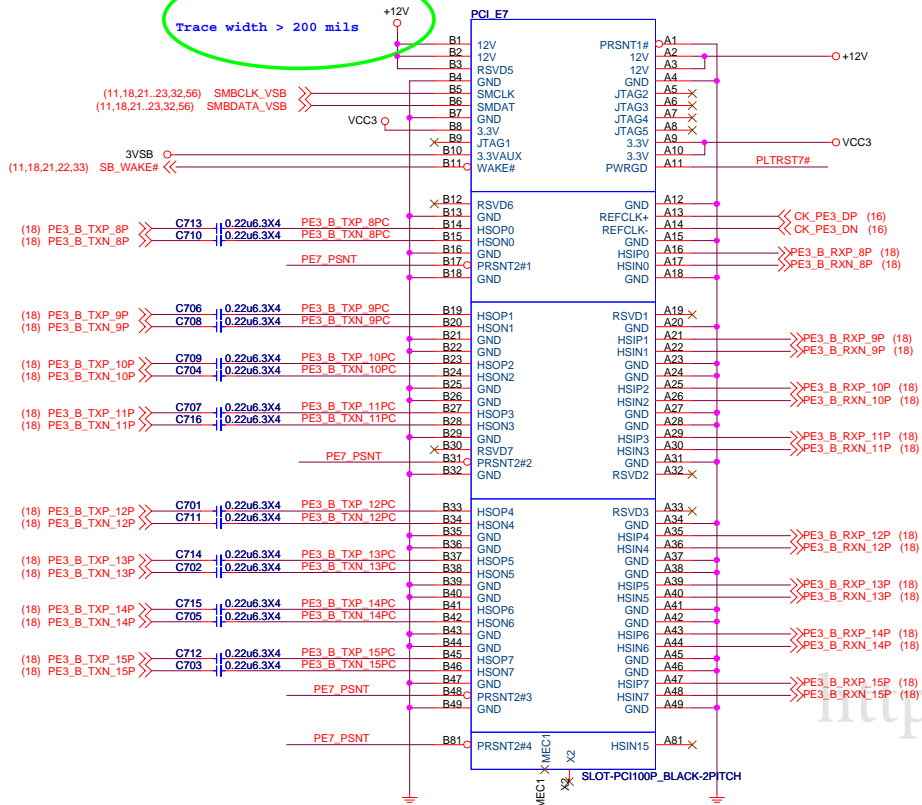 +12V
Trace width > 200 mils
PCI_E7
B1 12V PRSNT1# A1
B2 12V 12V A2 +12V
B3 RSVD5 12V A3
B4 GND GND A4
(11,18,21..23,32,56) SMBCLK_VSB B5 SMCLK JTAG2 A5
(11,18,21..23,32,56) SMBDATA_VSB B6 SMDAT JTAG3 A6
B7 GND JTAG4 A7
VCC3 B8 3.3V JTAG5 A8
B9 JTAG1 3.3V A9 VCC3
3VSB B10 3.3VAUX 3.3V A10
(11,18,21,22,33) SB_WAKE# B11 WAKE# PWRGD A11 PLTRST7#
B12 RSVD6 GND A12
B13 GND REFCLK+ A13 CK_PE3_DP (16)
(18) PE3_B_TXP_8P C713 0.22u6.3X4 PE3_B_TXP_8PC B14 HSOP0 REFCLK- A14 CK_PE3_DN (16)
(18) PE3_B_TXN_8P C710 0.22u6.3X4 PE3_B_TXN_8PC B15 HSON0 GND A15
B16 GND HSIP0 A16 PE3_B_RXP_8P (18)
PE7_PSNT B17 PRSNT2#1 HSIN0 A17 PE3_B_RXN_8P (18)
B18 GND GND A18
(18) PE3_B_TXP_9P C706 0.22u6.3X4 PE3_B_TXP_9PC B19 HSOP1 RSVD1 A19
(18) PE3_B_TXN_9P C708 0.22u6.3X4 PE3_B_TXN_9PC B20 HSON1 GND A20
B21 GND HSIP1 A21 PE3_B_RXP_9P (18)
B22 GND HSIN1 A22 PE3_B_RXN_9P (18)
(18) PE3_B_TXP_10P C709 0.22u6.3X4 PE3_B_TXP_10PC B23 HSOP2 GND A23
(18) PE3_B_TXN_10P C704 0.22u6.3X4 PE3_B_TXN_10PC B24 HSON2 GND A24
B25 GND HSIP2 A25 PE3_B_RXP_10P (18)
B26 GND HSIN2 A26 PE3_B_RXN_10P (18)
(18) PE3_B_TXP_11P C707 0.22u6.3X4 PE3_B_TXP_11PC B27 HSOP3 GND A27
(18) PE3_B_TXN_11P C716 0.22u6.3X4 PE3_B_TXN_11PC B28 HSON3 GND A28
B29 GND HSIP3 A29 PE3_B_RXP_11P (18)
B30 RSVD7 HSIN3 A30 PE3_B_RXN_11P (18)
PE7_PSNT B31 PRSNT2#2 GND A31
B32 GND RSVD2 A32
(18) PE3_B_TXP_12P C701 0.22u6.3X4 PE3_B_TXP_12PC B33 HSOP4 RSVD3 A33
(18) PE3_B_TXN_12P C711 0.22u6.3X4 PE3_B_TXN_12PC B34 HSON4 GND A34
B35 GND HSIP4 A35 PE3_B_RXP_12P (18)
B36 GND HSIN4 A36 PE3_B_RXN_12P (18)
(18) PE3_B_TXP_13P C714 0.22u6.3X4 PE3_B_TXP_13PC B37 HSOP5 GND A37
(18) PE3_B_TXN_13P C702 0.22u6.3X4 PE3_B_TXN_13PC B38 HSON5 GND A38
B39 GND HSIP5 A39 PE3_B_RXP_13P (18)
B40 GND HSIN5 A40 PE3_B_RXN_13P (18)
(18) PE3_B_TXP_14P C715 0.22u6.3X4 PE3_B_TXP_14PC B41 HSOP6 GND A41
(18) PE3_B_TXN_14P C705 0.22u6.3X4 PE3_B_TXN_14PC B42 HSON6 GND A42
B43 GND HSIP6 A43 PE3_B_RXP_14P (18)
B44 GND HSIN6 A44 PE3_B_RXN_14P (18)
(18) PE3_B_TXP_15P C712 0.22u6.3X4 PE3_B_TXP_15PC B45 HSOP7 GND A45
(18) PE3_B_TXN_15P C703 0.22u6.3X4 PE3_B_TXN_15PC B46 HSON7 GND A46
B47 GND HSIP7 A47 PE3_B_RXP_15P (18)
PE7_PSNT B48 PRSNT2#3 HSIN7 A48 PE3_B_RXN_15P (18)
B49 GND GND A49
http
PE7_PSNT B81 PRSNT2#4 HSIN15 A81
MEC1 X2
SLOT-PCI100P_BLACK-2PITCH
MEC1 X2